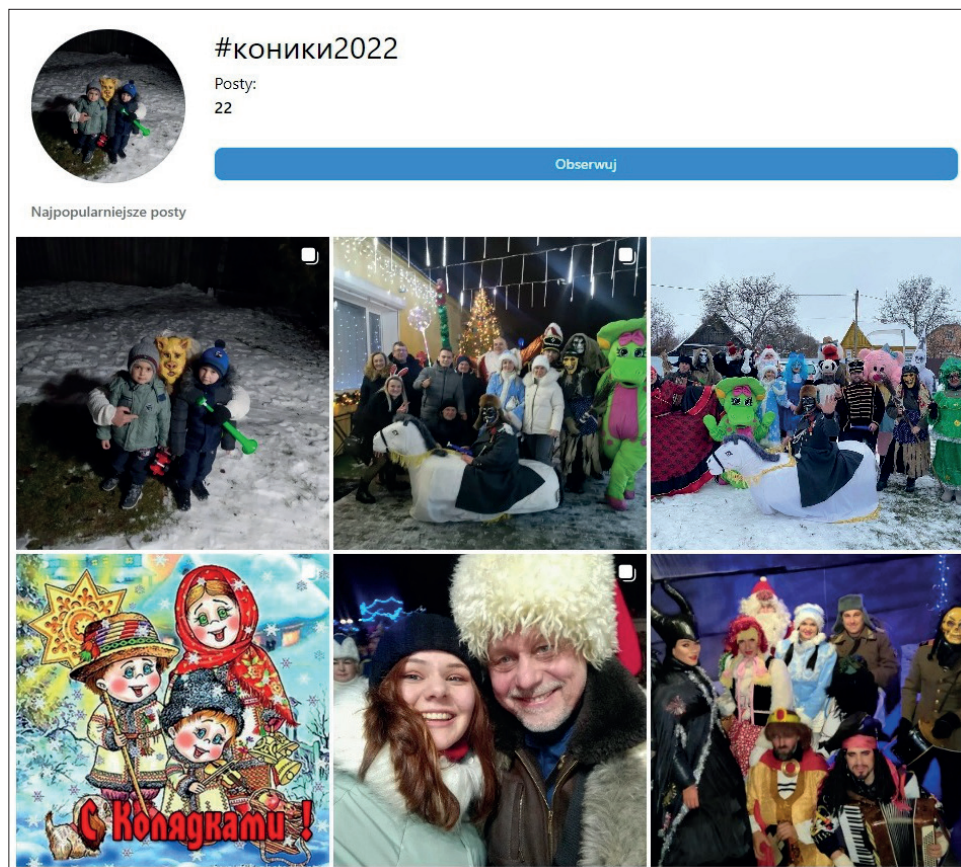 #коники2022
Posty:
22
Obserwuj
Najpopularniejsze posty
С Колядками !